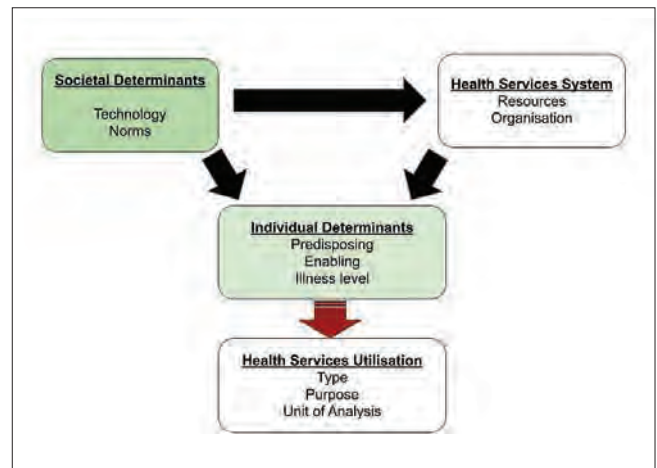 Societal Determinants
Technology
Norms
Health Services System
Resources
Organisation
Individual Determinants
Predisposing
Enabling
Illness level
Health Services Utilisation
Type
Purpose
Unit of Analysis